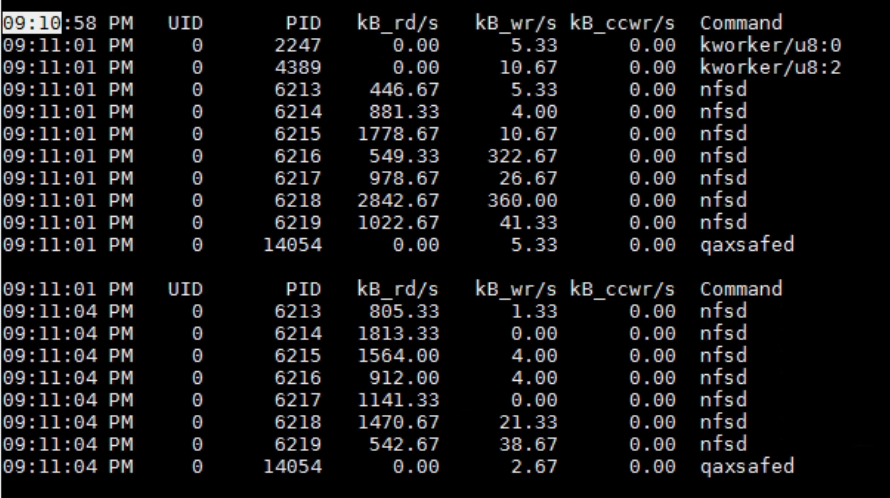 09:10:58 PM   UID       PID   kB_rd/s   kB_wr/s kB_ccwr/s  Command
09:11:01 PM     0      2247      0.00      5.33      0.00  kworker/u8:0
09:11:01 PM     0      4389      0.00     10.67      0.00  kworker/u8:2
09:11:01 PM     0      6213    446.67      5.33      0.00  nfsd
09:11:01 PM     0      6214    881.33      4.00      0.00  nfsd
09:11:01 PM     0      6215   1778.67     10.67      0.00  nfsd
09:11:01 PM     0      6216    549.33    322.67      0.00  nfsd
09:11:01 PM     0      6217    978.67     26.67      0.00  nfsd
09:11:01 PM     0      6218   2842.67    360.00      0.00  nfsd
09:11:01 PM     0      6219   1022.67     41.33      0.00  nfsd
09:11:01 PM     0     14054      0.00      5.33      0.00  qaxsafed

09:11:01 PM   UID       PID   kB_rd/s   kB_wr/s kB_ccwr/s  Command
09:11:04 PM     0      6213    805.33      1.33      0.00  nfsd
09:11:04 PM     0      6214   1813.33      0.00      0.00  nfsd
09:11:04 PM     0      6215   1564.00      4.00      0.00  nfsd
09:11:04 PM     0      6216    912.00      4.00      0.00  nfsd
09:11:04 PM     0      6217   1141.33      0.00      0.00  nfsd
09:11:04 PM     0      6218   1470.67     21.33      0.00  nfsd
09:11:04 PM     0      6219    542.67     38.67      0.00  nfsd
09:11:04 PM     0     14054      0.00      2.67      0.00  qaxsafed